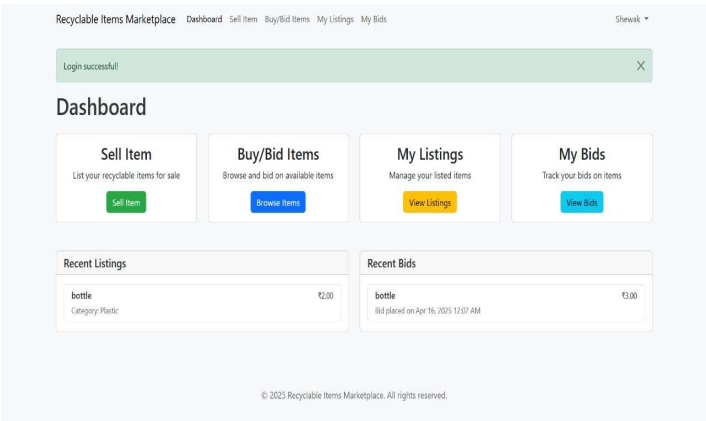 Recyclable Items Marketplace Dashboard Sell Item Buy/Bid Items My Listings My Bids Shewak
Login successful! X
Dashboard
Sell Item
List your recyclable items for sale
Sell Item
Buy/Bid Items
Browse and bid on available items
Browse Items
My Listings
Manage your listed items
View Listings
My Bids
Track your bids on items
View Bids
Recent Listings
bottle ₹2.00
Category: Plastic
Recent Bids
bottle ₹3.00
Bid placed on Apr 16, 2025 12:07 AM
© 2025 Recyclable Items Marketplace. All rights reserved.